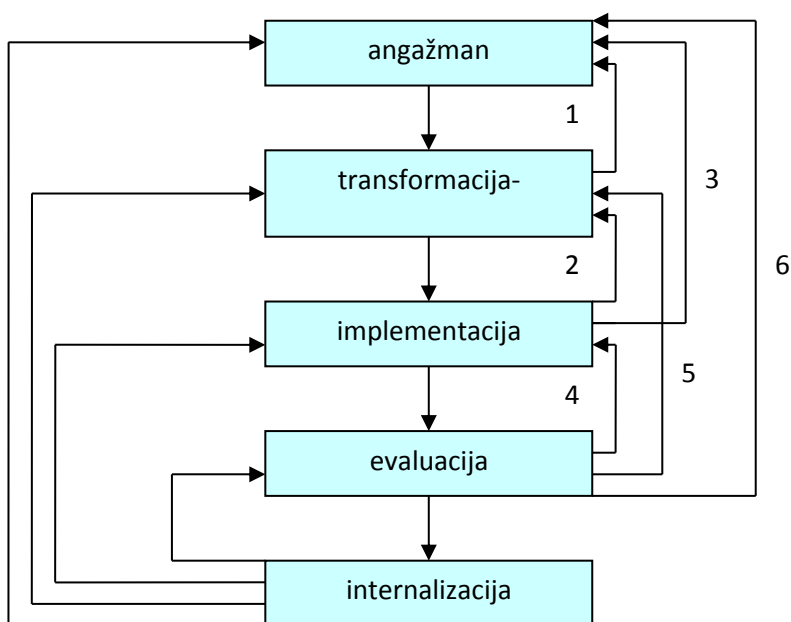 angažman
1
transformacija-
3
2
6
implementacija
5
4
evaluacija
internalizacija